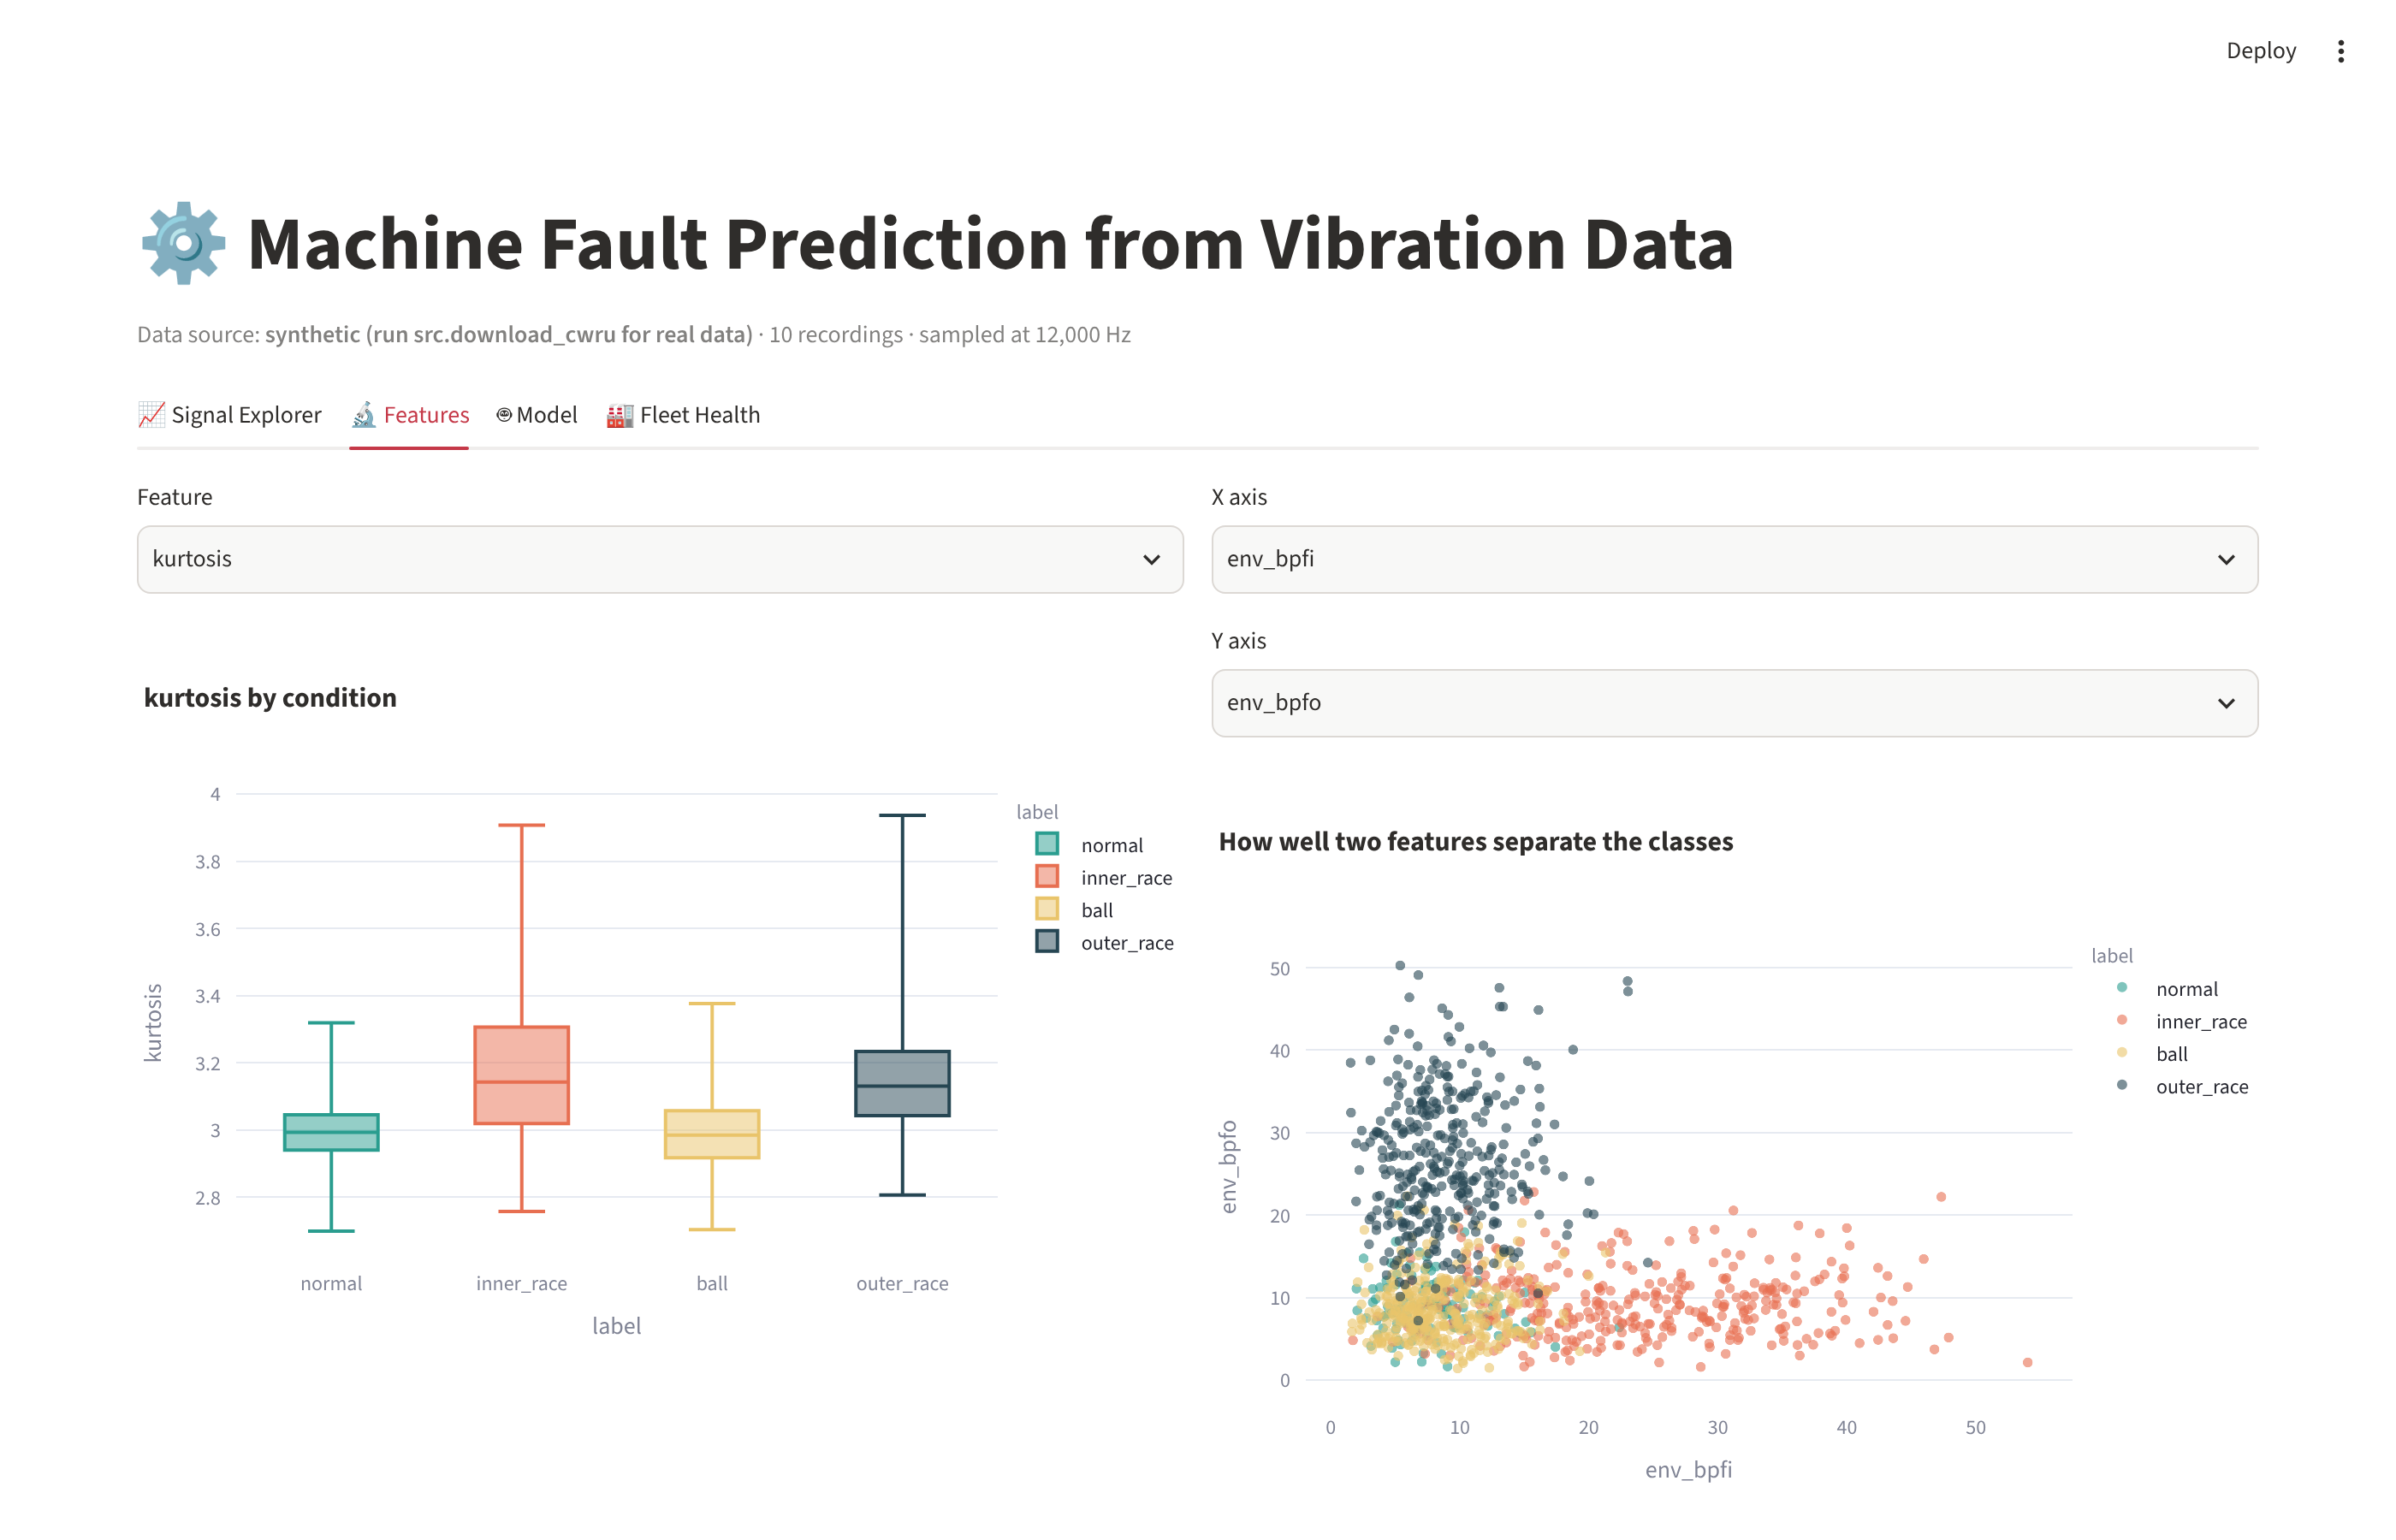 Deploy
Machine Fault Prediction from Vibration Data
Data source: synthetic (run src.download_cwru for real data) · 10 recordings · sampled at 12,000 Hz
Signal Explorer Features Model Fleet Health
Feature
kurtosis
X axis
env_bpfi
Y axis
env_bpfo
kurtosis by condition
4
3.8
3.6
3.4
3.2
3
2.8
kurtosis
normal inner_race ball outer_race
label
label
normal
inner_race
ball
outer_race
How well two features separate the classes
50
40
30
20
10
0
env_bpfo
0 10 20 30 40 50
env_bpfi
label
normal
inner_race
ball
outer_race